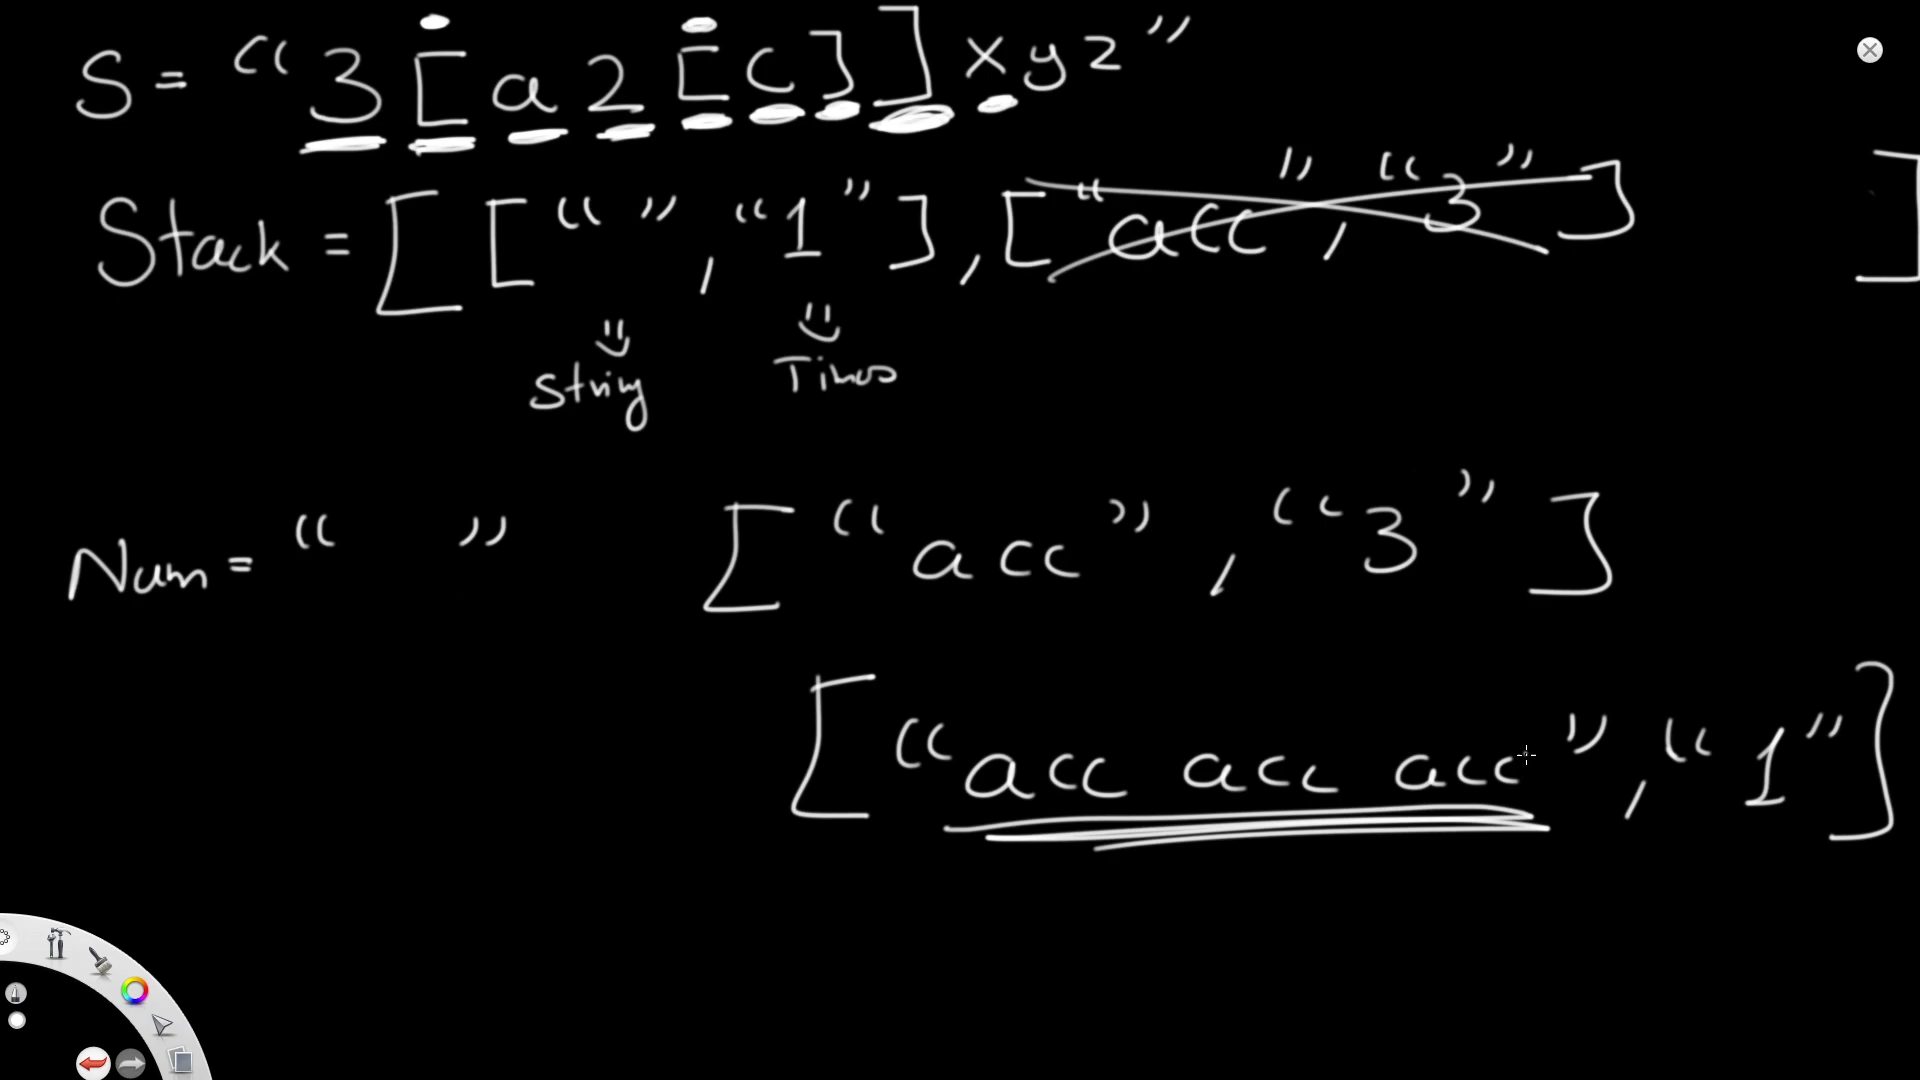 S = "3[a2[c]]xyz"
Stack = [["", "1"], ["acc", "3"] ]
String Times
Num = " " ["acc", "3"]
["acc acc acc", "1"]